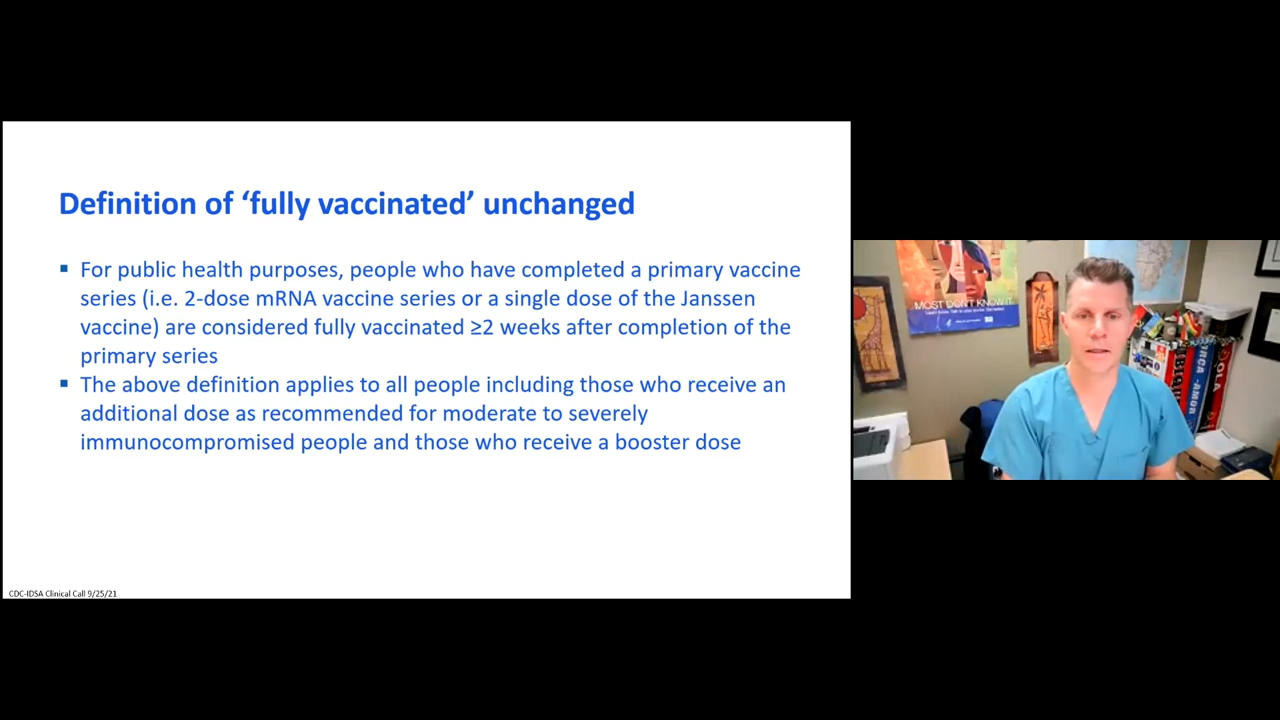 Definition of ‘fully vaccinated’ unchanged
▪ For public health purposes, people who have completed a primary vaccine
series (i.e. 2-dose mRNA vaccine series or a single dose of the Janssen
vaccine) are considered fully vaccinated ≥2 weeks after completion of the
primary series
▪ The above definition applies to all people including those who receive an
additional dose as recommended for moderate to severely
immunocompromised people and those who receive a booster dose
CDC-IDSA Clinical Call 9/25/21
MOST DON'T KNOW IT.